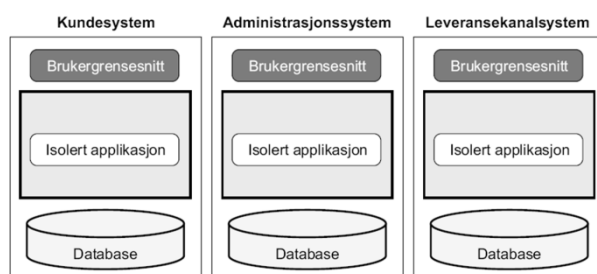 Kundesystem Administrasjonssystem Leveransekanalsystem
Brukergrensesnitt Brukergrensesnitt Brukergrensesnitt
Isolert applikasjon Isolert applikasjon Isolert applikasjon
Database Database Database